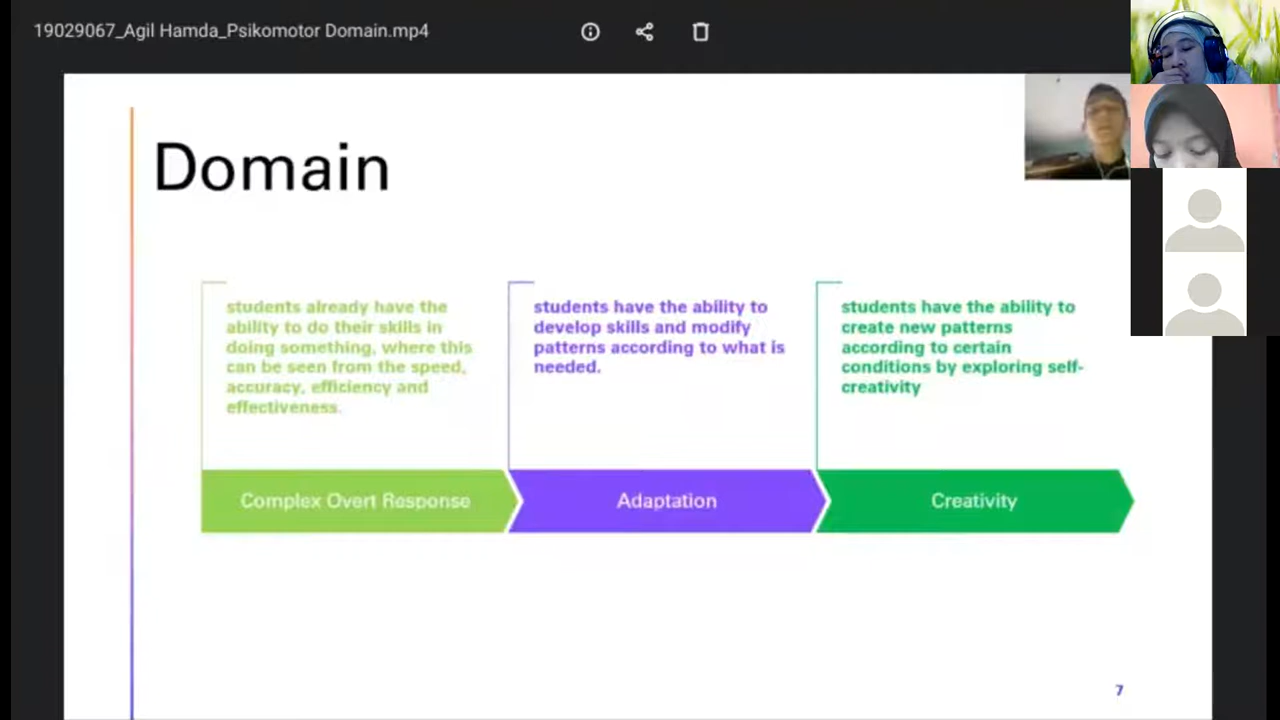 19029067_Agil Hamda_Psikomotor Domain.mp4
Domain
students already have the
ability to do their skills in
doing something, where this
can be seen from the speed,
accuracy, efficiency and
effectiveness.
students have the ability to
develop skills and modify
patterns according to what is
needed.
students have the ability to
create new patterns
according to certain
conditions by exploring self-
creativity
Complex Overt Response
Adaptation
Creativity
7